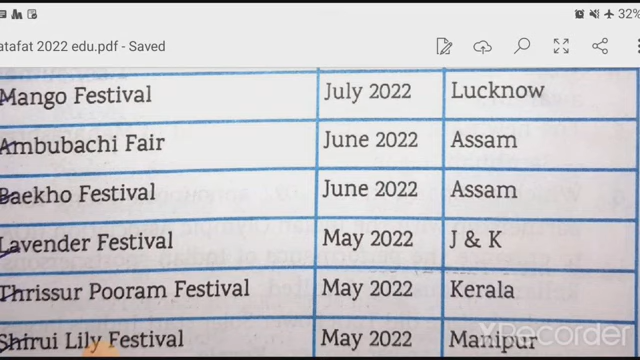 32%
atafat 2022 edu.pdf - Saved
Mango Festival July 2022 Lucknow
Ambubachi Fair June 2022 Assam
Baekho Festival June 2022 Assam
Lavender Festival May 2022 J & K
Thrissur Pooram Festival May 2022 Kerala
Shirui Lily Festival May 2022 Manipur
XRecorder